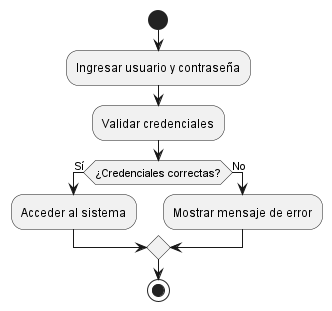 Ingresar usuario y contraseña
Validar credenciales
¿Credenciales correctas?
Sí
No
Acceder al sistema
Mostrar mensaje de error